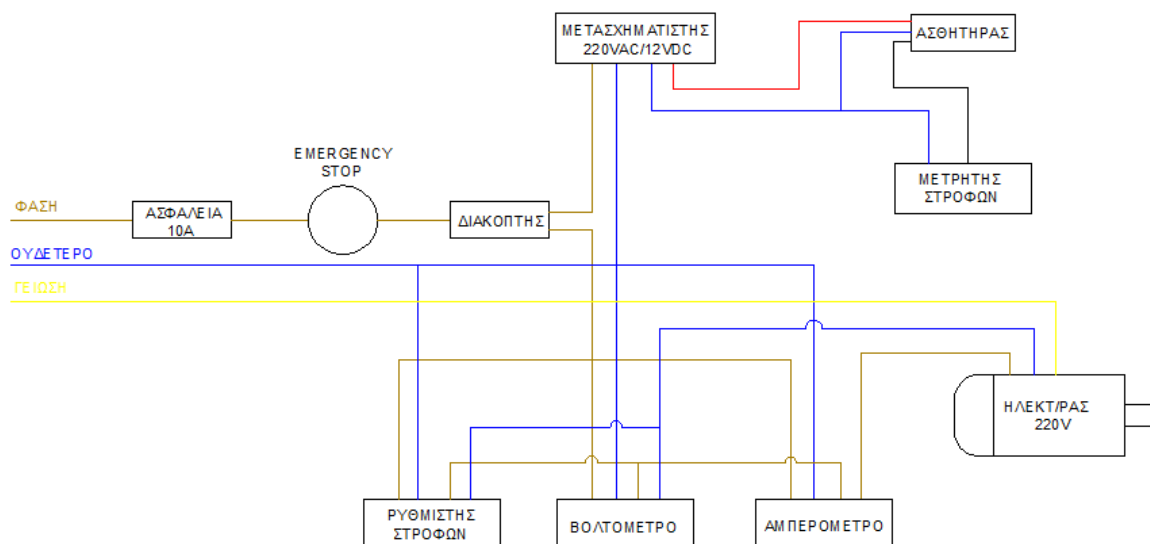 ΜΕΤΑΣΧΗΜΑΤΙΣΤΗΣ
220VAC/12VDC
ΑΣΘΗΤΗΡΑΣ
EMERGENCY
STOP
ΜΕΤΡΗΤΗΣ
ΣΤΡΟΦΩΝ
ΦΑΣΗ
ΑΣΦΑΛΕΙΑ
10Α
ΔΙΑΚΟΠΤΗΣ
ΟΥΔΕΤΕΡΟ
ΓΕΙΩΣΗ
ΗΛΕΚΤ/ΡΑΣ
220V
ΡΥΘΜΙΣΤΗΣ
ΣΤΡΟΦΩΝ
ΒΟΛΤΟΜΕΤΡΟ
ΑΜΠΕΡΟΜΕΤΡΟ